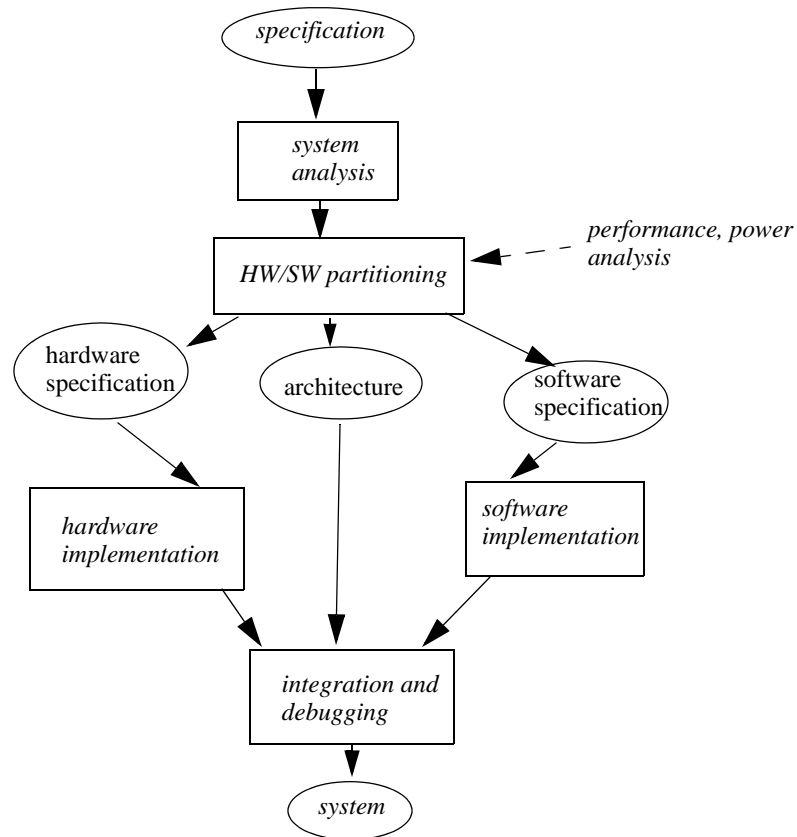 specification
system
analysis
HW/SW partitioning
performance, power
analysis
hardware
specification
architecture
software
specification
hardware
implementation
software
implementation
integration and
debugging
system